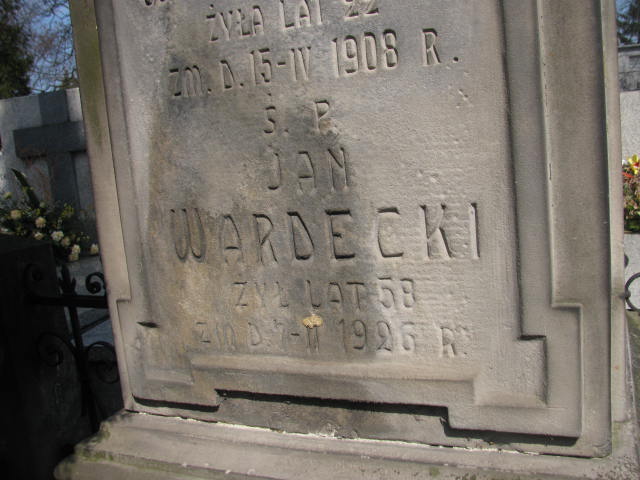 ŻYŁA LAT 22
ZM. D. 15-IV 1908 R.
Ś. P.
JAN
WARDECKI
ŻYŁ LAT 58
ZM D. 7-II 1926 R.